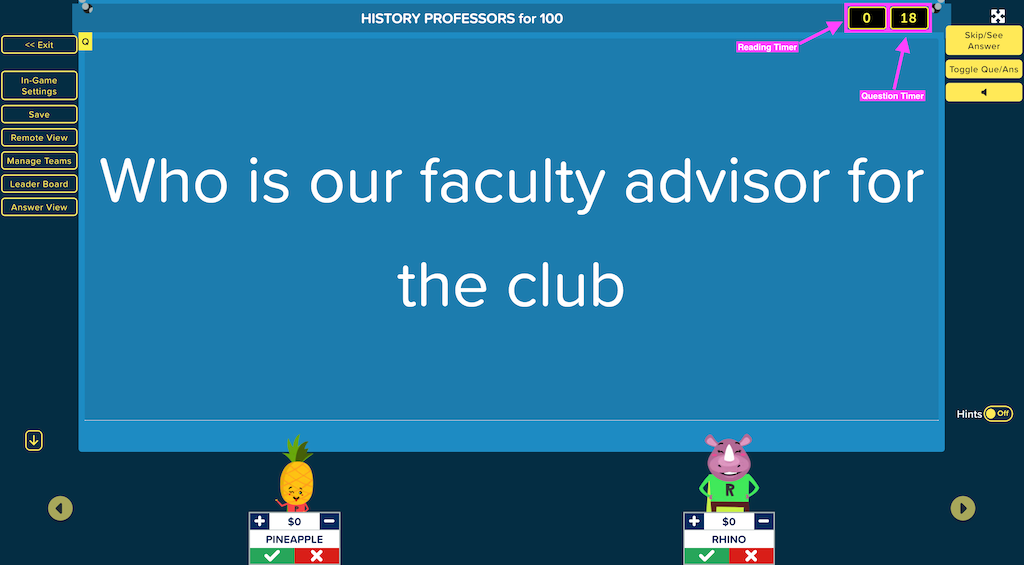 HISTORY PROFESSORS for 100
0 18
Reading Timer
Question Timer
<< Exit
Q
In-Game
Settings
Save
Remote View
Manage Teams
Leader Board
Answer View
Skip/See
Answer
Toggle Que/Ans
Who is our faculty advisor for
the club
Hints Off
R
P
+ $0 −
PINEAPPLE
+ $0 −
RHINO